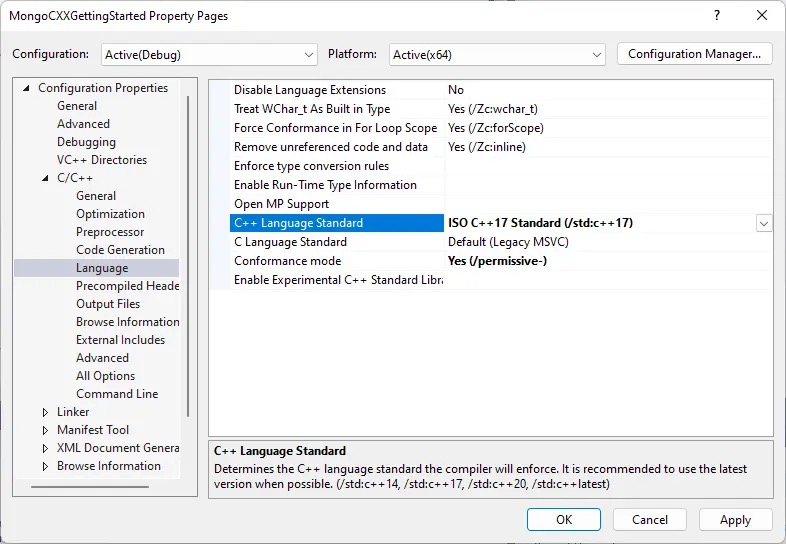 MongoCXXGettingStarted Property Pages
Configuration: Active(Debug) Platform: Active(x64) Configuration Manager...
Configuration Properties
General
Advanced
Debugging
VC++ Directories
C/C++
General
Optimization
Preprocessor
Code Generation
Language
Precompiled Heade
Output Files
Browse Information
External Includes
Advanced
All Options
Command Line
Linker
Manifest Tool
XML Document Genera
Browse Information
Disable Language Extensions No
Treat WChar_t As Built in Type Yes (/Zc:wchar_t)
Force Conformance in For Loop Scope Yes (/Zc:forScope)
Remove unreferenced code and data Yes (/Zc:inline)
Enforce type conversion rules
Enable Run-Time Type Information
Open MP Support
C++ Language Standard ISO C++17 Standard (/std:c++17)
C Language Standard Default (Legacy MSVC)
Conformance mode Yes (/permissive-)
Enable Experimental C++ Standard Libra
C++ Language Standard
Determines the C++ language standard the compiler will enforce. It is recommended to use the latest
version when possible. (/std:c++14, /std:c++17, /std:c++20, /std:c++latest)
OK Cancel Apply